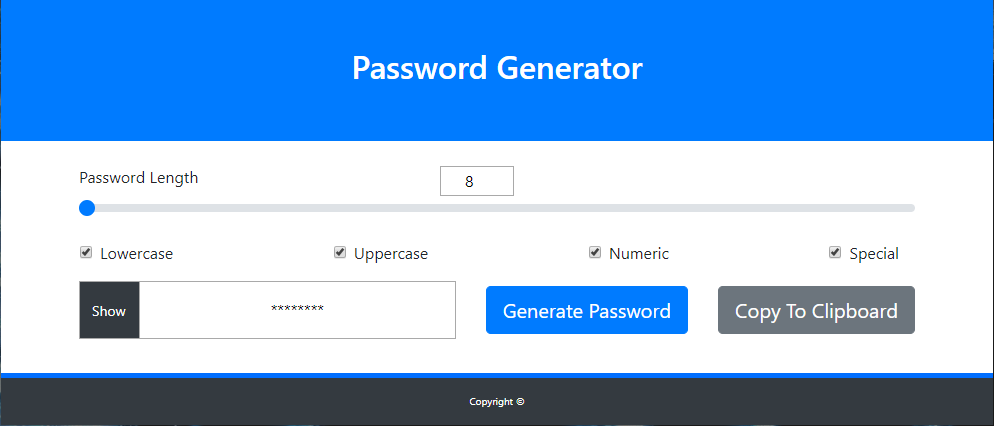 Password Generator
Password Length 8
Lowercase Uppercase Numeric Special
Show ******** Generate Password Copy To Clipboard
Copyright ©